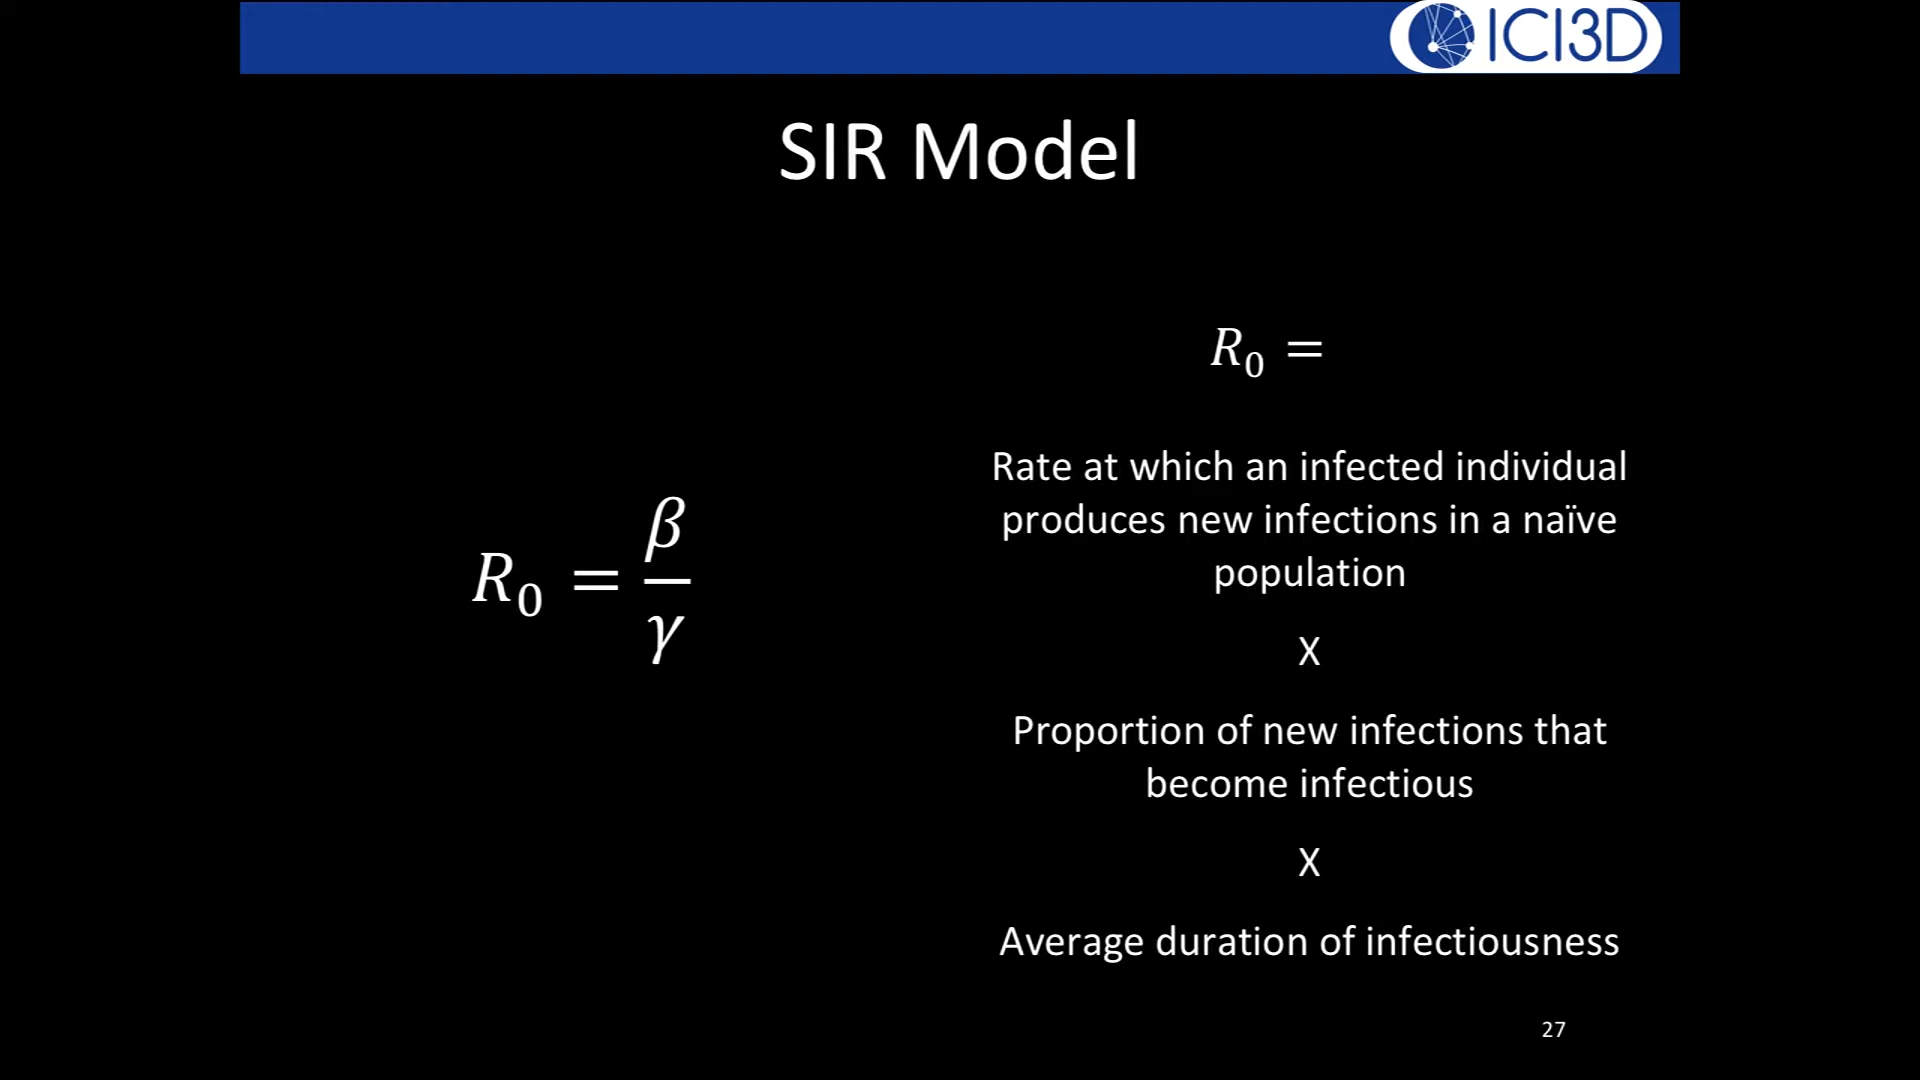 ICI3D
SIR Model
R₀ = β/γ
R₀ =
Rate at which an infected individual
produces new infections in a naïve
population
X
Proportion of new infections that
become infectious
X
Average duration of infectiousness
27